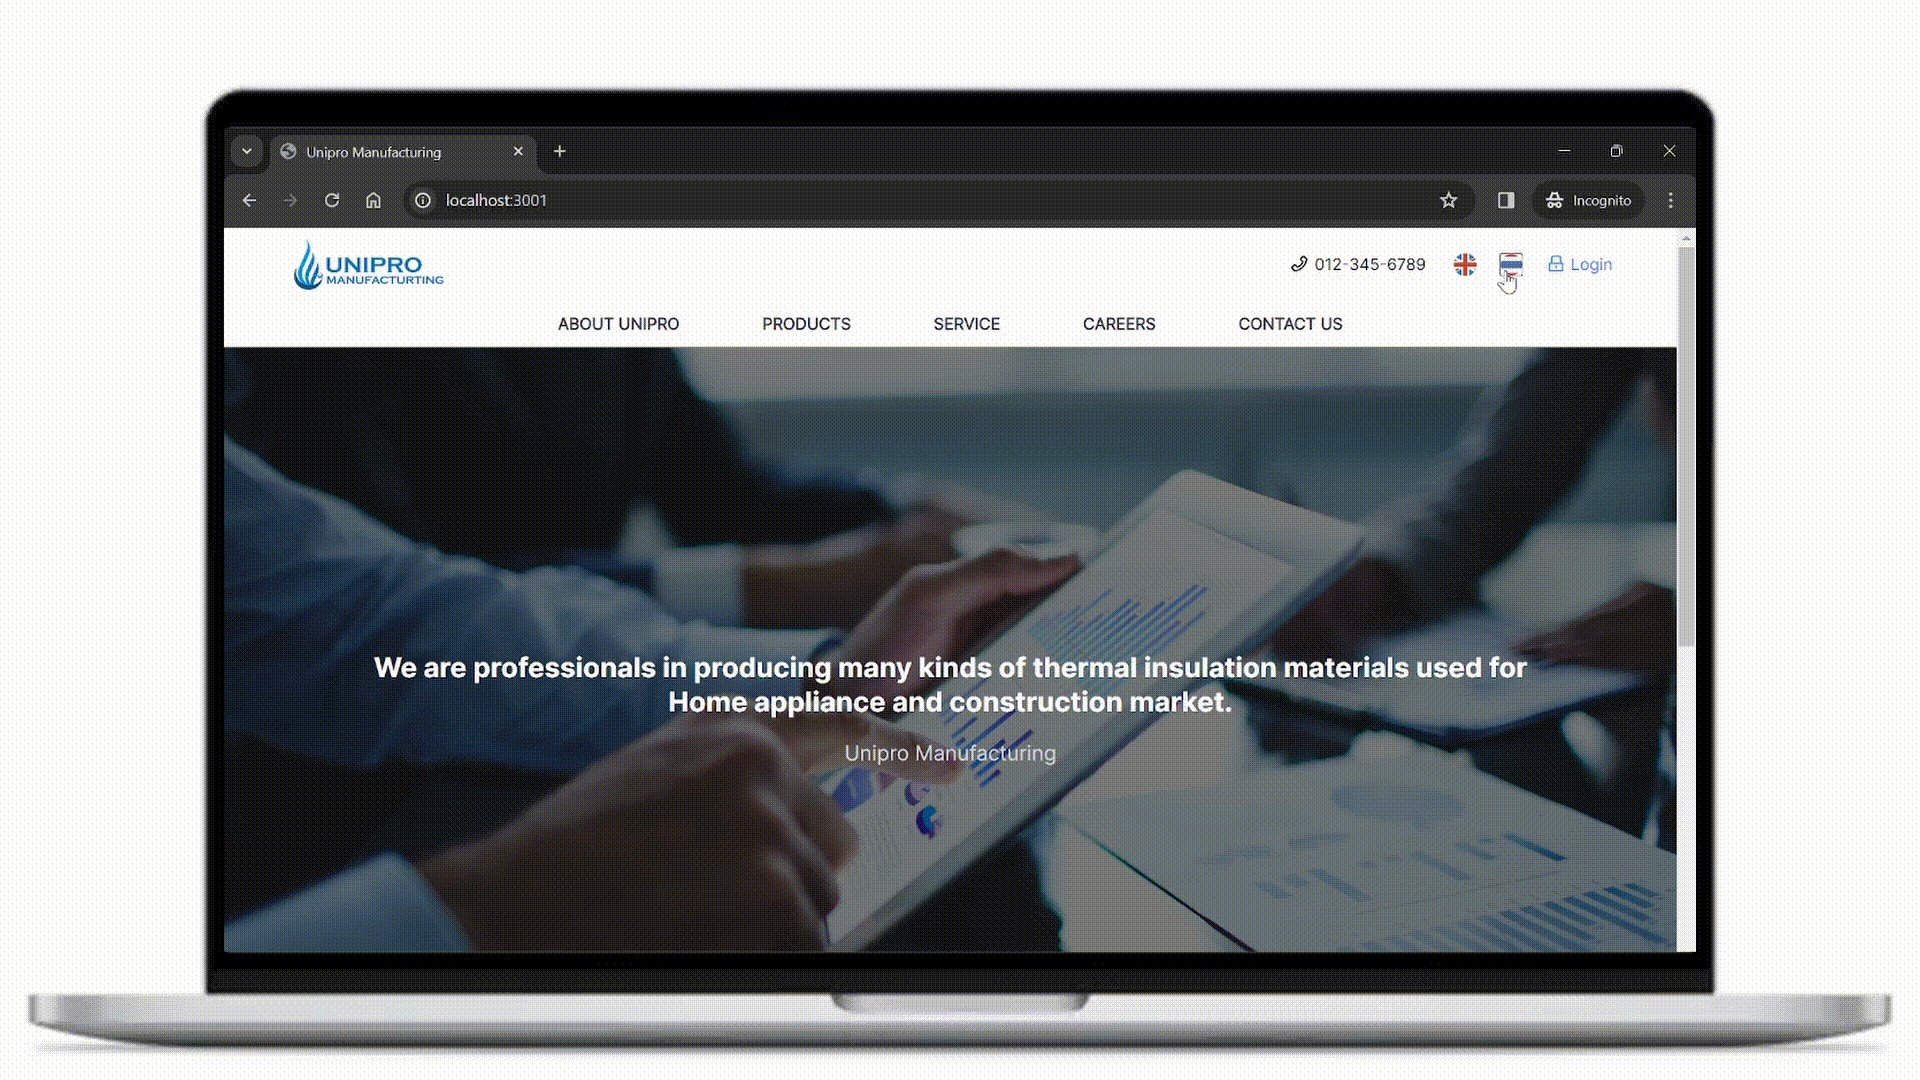 Unipro Manufacturing
localhost:3001
Incognito
UNIPRO
MANUFACTURTING
012-345-6789
Login
ABOUT UNIPRO
PRODUCTS
SERVICE
CAREERS
CONTACT US
We are professionals in producing many kinds of thermal insulation materials used for
Home appliance and construction market.
Unipro Manufacturing